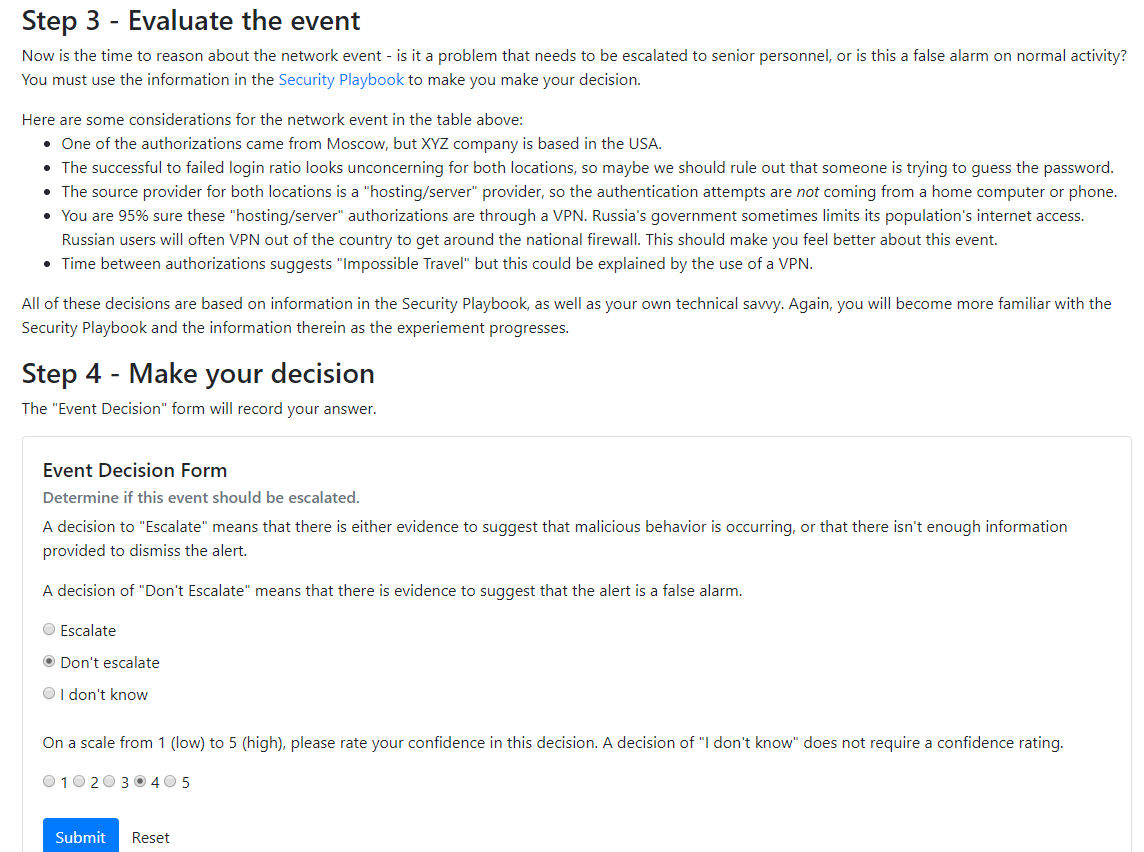 Step 3 - Evaluate the event
Now is the time to reason about the network event - is it a problem that needs to be escalated to senior personnel, or is this a false alarm on normal activity?
You must use the information in the Security Playbook to make you make your decision.
Here are some considerations for the network event in the table above:
• One of the authorizations came from Moscow, but XYZ company is based in the USA.
• The successful to failed login ratio looks unconcerning for both locations, so maybe we should rule out that someone is trying to guess the password.
• The source provider for both locations is a "hosting/server" provider, so the authentication attempts are not coming from a home computer or phone.
• You are 95% sure these "hosting/server" authorizations are through a VPN. Russia's government sometimes limits its population's internet access.
Russian users will often VPN out of the country to get around the national firewall. This should make you feel better about this event.
• Time between authorizations suggests "Impossible Travel" but this could be explained by the use of a VPN.
All of these decisions are based on information in the Security Playbook, as well as your own technical savvy. Again, you will become more familiar with the
Security Playbook and the information therein as the experiement progresses.
Step 4 - Make your decision
The "Event Decision" form will record your answer.
Event Decision Form
Determine if this event should be escalated.
A decision to "Escalate" means that there is either evidence to suggest that malicious behavior is occurring, or that there isn't enough information
provided to dismiss the alert.
A decision of "Don't Escalate" means that there is evidence to suggest that the alert is a false alarm.
Escalate
Don't escalate
I don't know
On a scale from 1 (low) to 5 (high), please rate your confidence in this decision. A decision of "I don't know" does not require a confidence rating.
1 2 3 4 5
Submit Reset